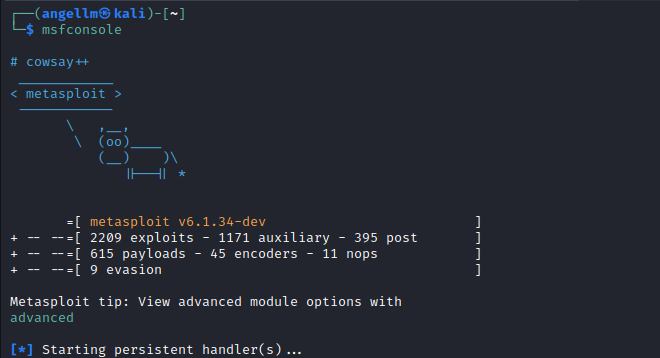 ┌──(angellm㉿kali)-[~]
└─$ msfconsole

# cowsay++
 ____________
< metasploit >
 ------------
       \   ,__,
        \  (oo)____
           (__)    )\
              ||--|| *

       =[ metasploit v6.1.34-dev                          ]
+ -- --=[ 2209 exploits - 1171 auxiliary - 395 post       ]
+ -- --=[ 615 payloads - 45 encoders - 11 nops            ]
+ -- --=[ 9 evasion                                       ]

Metasploit tip: View advanced module options with
advanced

[*] Starting persistent handler(s)...